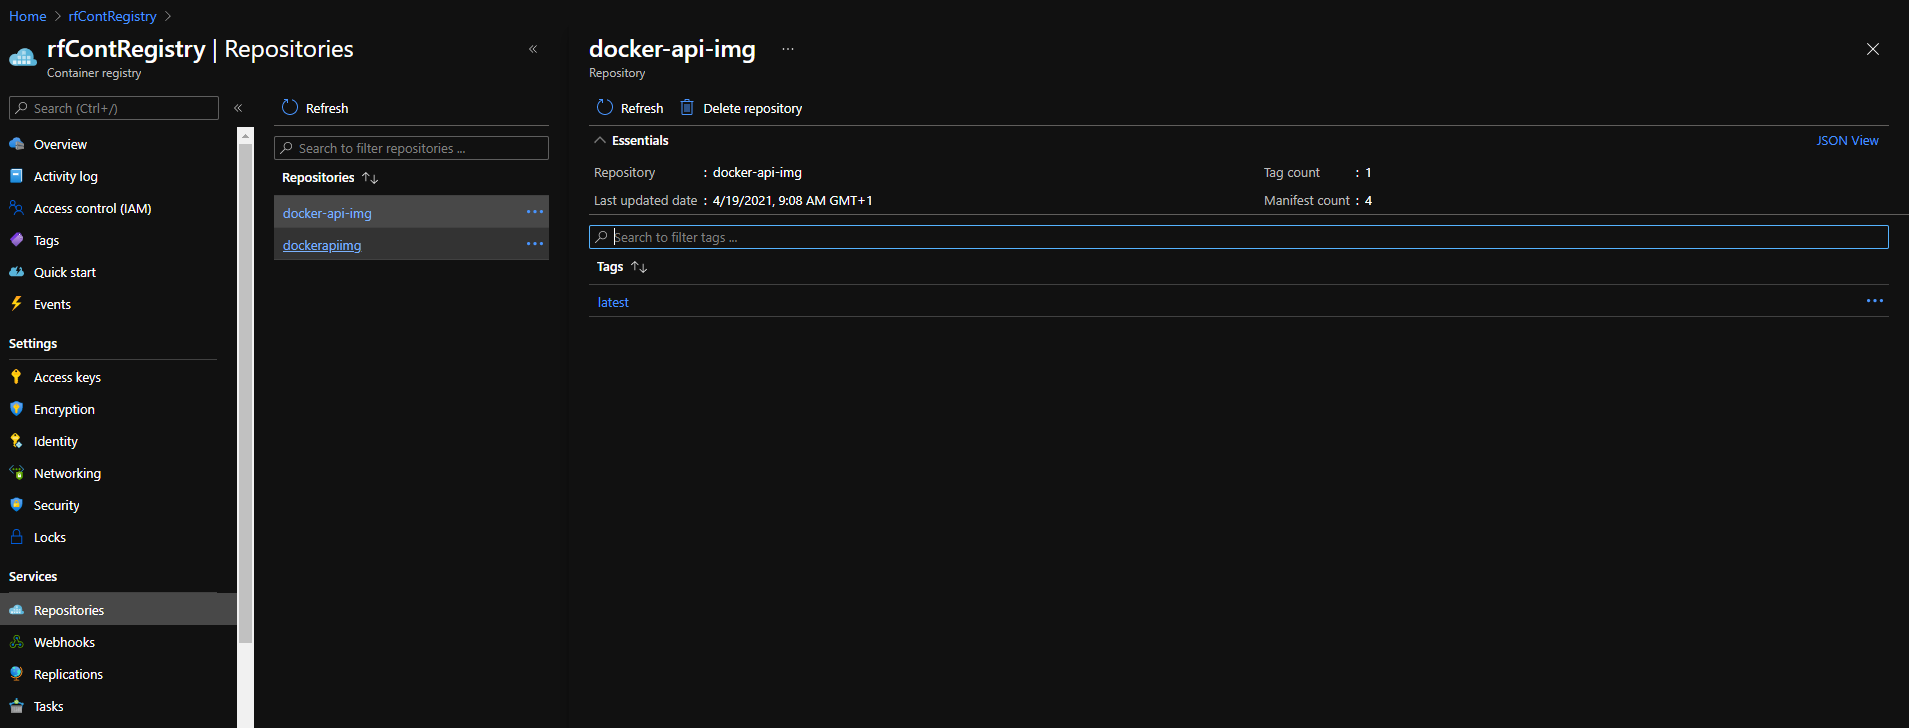 Home > rfContRegistry >
rfContRegistry | Repositories
Container registry
Search (Ctrl+/)
Overview
Activity log
Access control (IAM)
Tags
Quick start
Events
Settings
Access keys
Encryption
Identity
Networking
Security
Locks
Services
Repositories
Webhooks
Replications
Tasks
Refresh
Search to filter repositories ...
Repositories
docker-api-img
dockerapiimg
docker-api-img ...
Repository
Refresh Delete repository
Essentials JSON View
Repository : docker-api-img Tag count : 1
Last updated date : 4/19/2021, 9:08 AM GMT+1 Manifest count : 4
Search to filter tags ...
Tags
latest